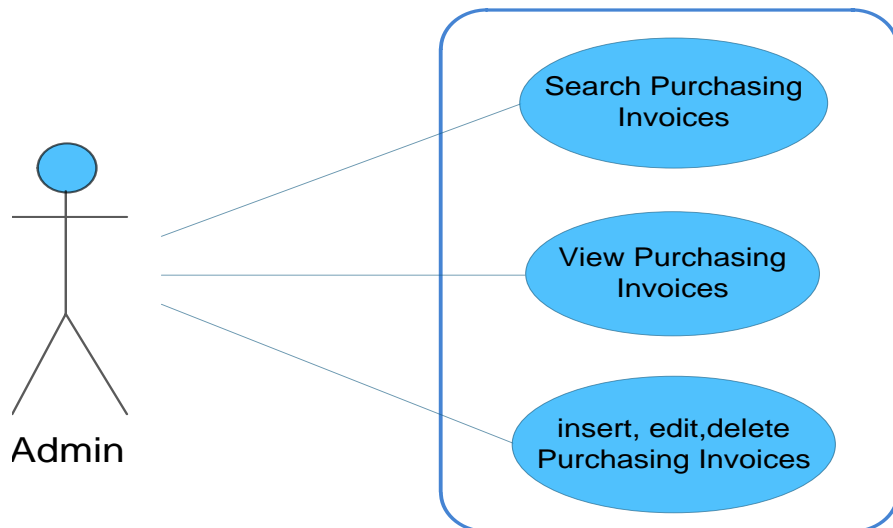 Search Purchasing
Invoices
View Purchasing
Invoices
insert, edit,delete
Purchasing Invoices
Admin